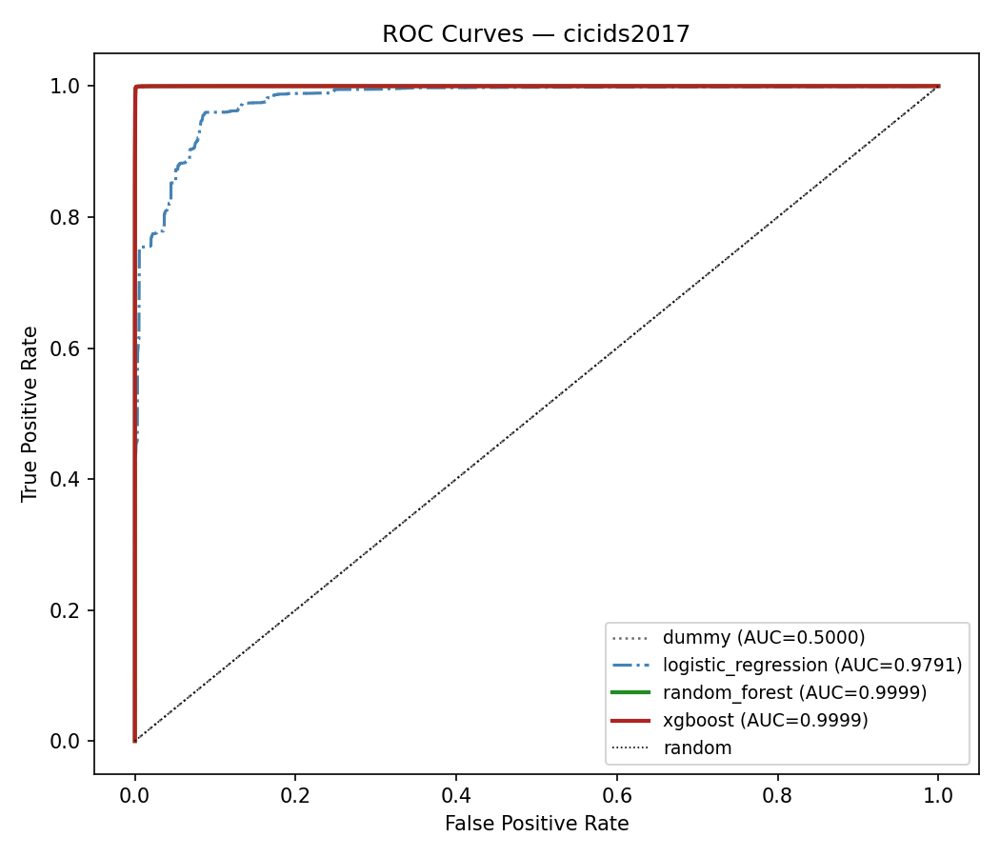 ROC Curves — cicids2017
True Positive Rate
1.0
0.8
0.6
0.4
0.2
0.0
0.0 0.2 0.4 0.6 0.8 1.0
False Positive Rate
dummy (AUC=0.5000)
logistic_regression (AUC=0.9791)
random_forest (AUC=0.9999)
xgboost (AUC=0.9999)
random